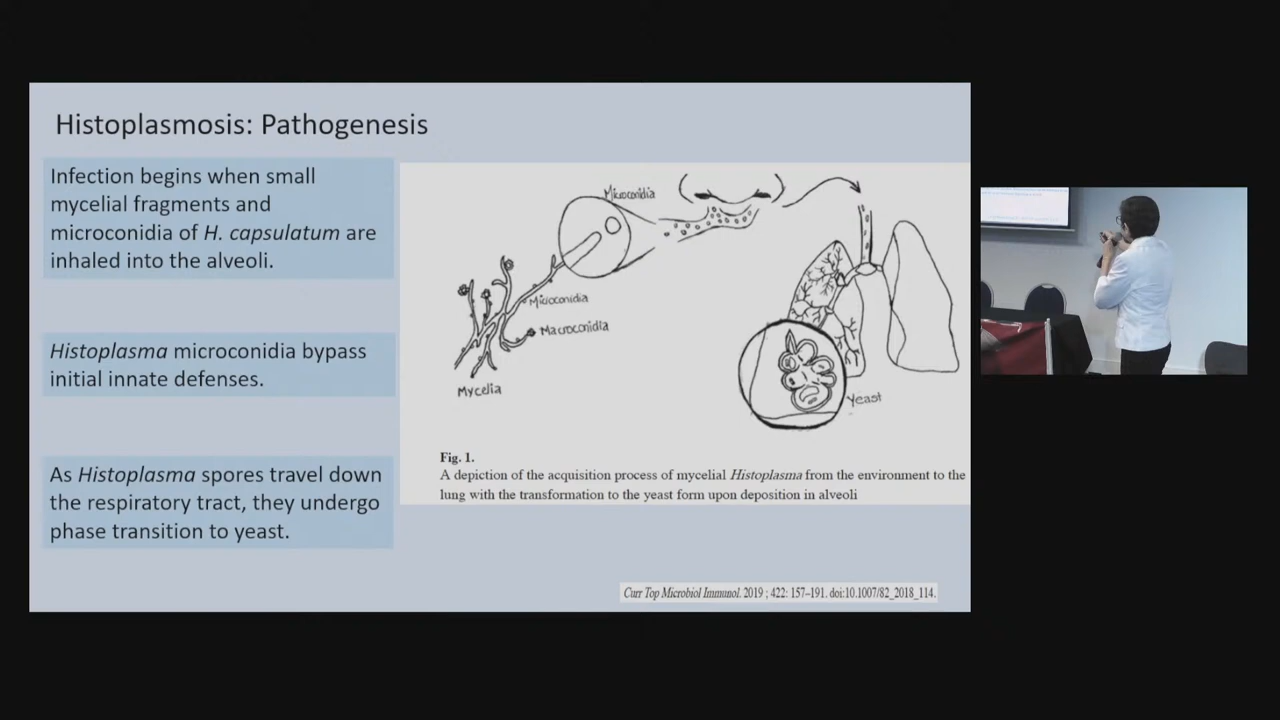 Histoplasmosis: Pathogenesis
Infection begins when small
mycelial fragments and
microconidia of H. capsulatum are
inhaled into the alveoli.
Histoplasma microconidia bypass
initial innate defenses.
As Histoplasma spores travel down
the respiratory tract, they undergo
phase transition to yeast.
Microconidia
Microconidia
Macroconidia
Mycelia
Yeast
Fig. 1.
A depiction of the acquisition process of mycelial Histoplasma from the environment to the
lung with the transformation to the yeast form upon deposition in alveoli
Curr Top Microbiol Immunol. 2019 ; 422: 157–191. doi:10.1007/82_2018_114.